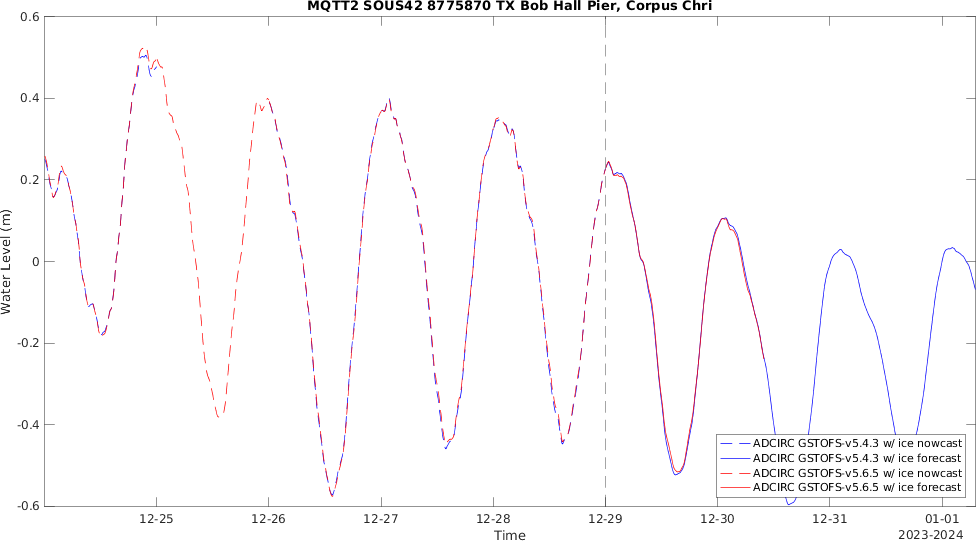 MQTT2 SOUS42 8775870 TX Bob Hall Pier, Corpus Chri
Water Level (m)
0.6
0.4
0.2
0
-0.2
-0.4
-0.6
ADCIRC GSTOFS-v5.4.3 w/ ice nowcast
ADCIRC GSTOFS-v5.4.3 w/ ice forecast
ADCIRC GSTOFS-v5.6.5 w/ ice nowcast
ADCIRC GSTOFS-v5.6.5 w/ ice forecast
12-25 12-26 12-27 12-28 12-29 12-30 12-31 01-01
Time
2023-2024